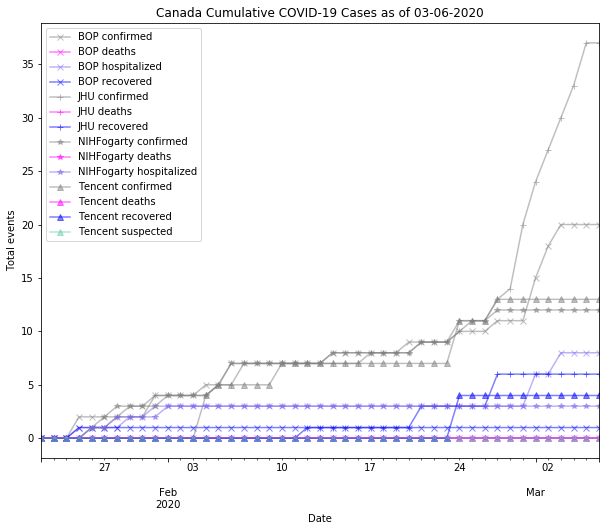 Canada Cumulative COVID-19 Cases as of 03-06-2020
BOP confirmed
BOP deaths
BOP hospitalized
BOP recovered
JHU confirmed
JHU deaths
JHU recovered
NIHFogarty confirmed
NIHFogarty deaths
NIHFogarty hospitalized
Tencent confirmed
Tencent deaths
Tencent recovered
Tencent suspected
Total events
35
30
25
20
15
10
5
0
27 03 10 17 24 02
Feb Mar
2020
Date